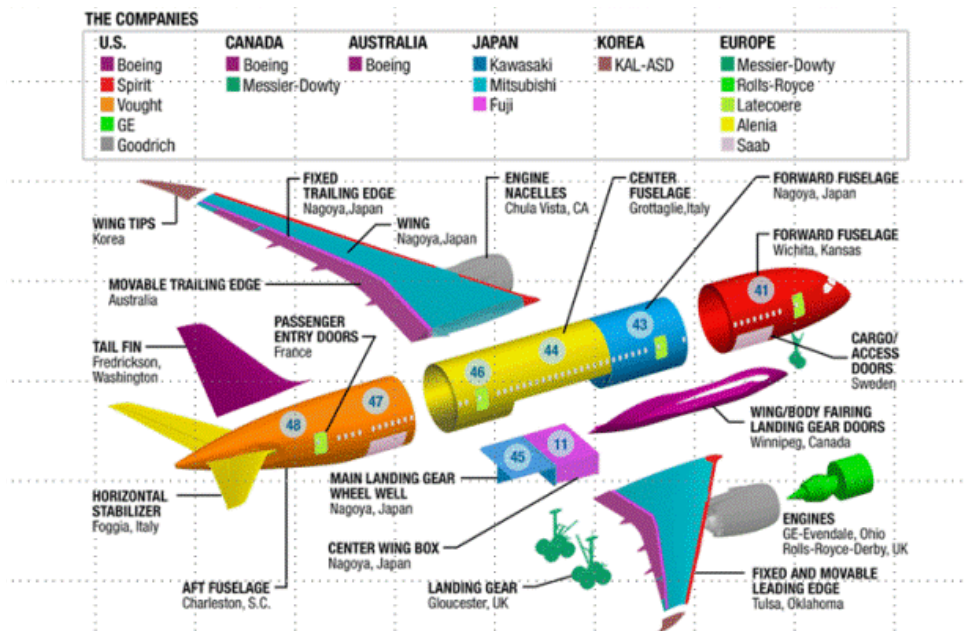 THE COMPANIES
U.S.
Boeing
Spirit
Vought
GE
Goodrich
CANADA
Boeing
Messier-Dowty
AUSTRALIA
Boeing
JAPAN
Kawasaki
Mitsubishi
Fuji
KOREA
KAL-ASD
EUROPE
Messier-Dowty
Rolls-Royce
Latecoere
Alenia
Saab
WING TIPS
Korea
FIXED
TRAILING EDGE
Nagoya,Japan
WING
Nagoya,Japan
ENGINE
NACELLES
Chula Vista, CA
CENTER
FUSELAGE
Grottaglie,Italy
FORWARD FUSELAGE
Nagoya, Japan
FORWARD FUSELAGE
Wichita, Kansas
MOVABLE TRAILING EDGE
Australia
41
43
44
46
47
48
PASSENGER
ENTRY DOORS
France
TAIL FIN
Fredrickson,
Washington
CARGO/
ACCESS
DOORS
Sweden
WING/BODY FAIRING
LANDING GEAR DOORS
Winnipeg, Canada
45
11
MAIN LANDING GEAR
WHEEL WELL
Nagoya, Japan
HORIZONTAL
STABILIZER
Foggia, Italy
CENTER WING BOX
Nagoya, Japan
ENGINES
GE-Evendale, Ohio
Rolls-Royce-Derby, UK
AFT FUSELAGE
Charleston, S.C.
LANDING GEAR
Gloucester, UK
FIXED AND MOVABLE
LEADING EDGE
Tulsa, Oklahoma